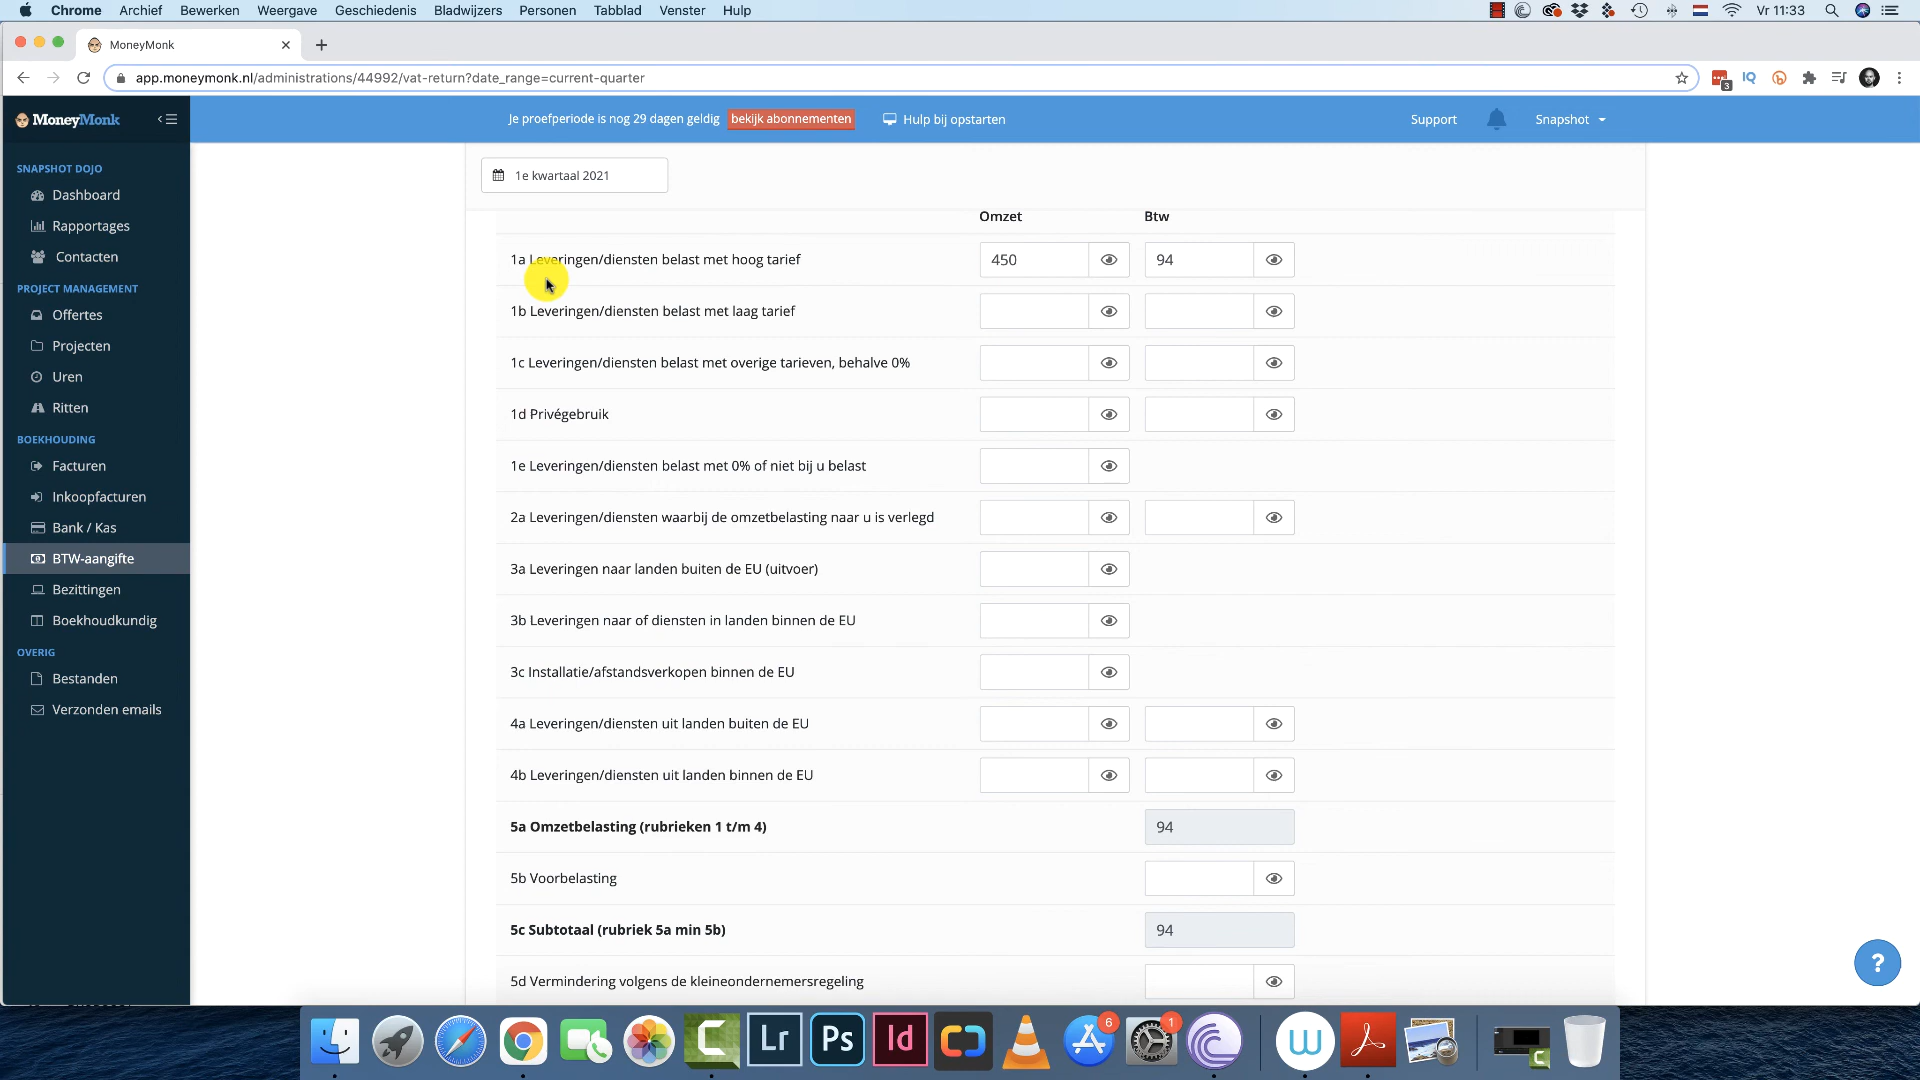 Chrome Archief Bewerken Weergave Geschiedenis Bladwijzers Personen Tabblad Venster Hulp Vr 11:33
MoneyMonk
app.moneymonk.nl/administrations/44992/vat-return?date_range=current-quarter
IQ
3
MoneyMonk
Je proefperiode is nog 29 dagen geldig bekijk abonnementen Hulp bij opstarten Support Snapshot
SNAPSHOT DOJO
Dashboard
Rapportages
Contacten
PROJECT MANAGEMENT
Offertes
Projecten
Uren
Ritten
BOEKHOUDING
Facturen
Inkoopfacturen
Bank / Kas
BTW-aangifte
Bezittingen
Boekhoudkundig
OVERIG
Bestanden
Verzonden emails
1e kwartaal 2021
Omzet Btw
1a Leveringen/diensten belast met hoog tarief 450 94
1b Leveringen/diensten belast met laag tarief
1c Leveringen/diensten belast met overige tarieven, behalve 0%
1d Privégebruik
1e Leveringen/diensten belast met 0% of niet bij u belast
2a Leveringen/diensten waarbij de omzetbelasting naar u is verlegd
3a Leveringen naar landen buiten de EU (uitvoer)
3b Leveringen naar of diensten in landen binnen de EU
3c Installatie/afstandsverkopen binnen de EU
4a Leveringen/diensten uit landen buiten de EU
4b Leveringen/diensten uit landen binnen de EU
5a Omzetbelasting (rubrieken 1 t/m 4) 94
5b Voorbelasting
5c Subtotaal (rubriek 5a min 5b) 94
5d Vermindering volgens de kleineondernemersregeling
?
Lr Ps Id 6 1